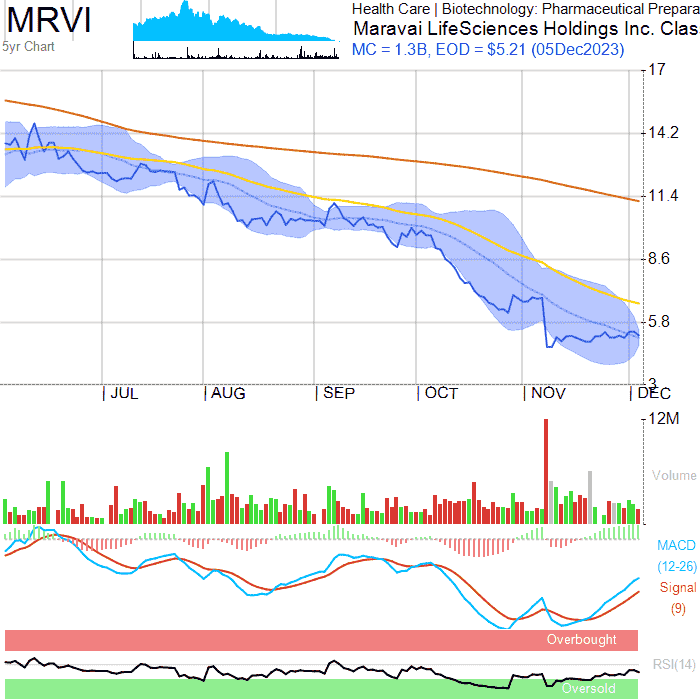 MRVI
5yr Chart
Health Care | Biotechnology: Pharmaceutical Prepara
Maravai LifeSciences Holdings Inc. Clas
MC = 1.3B, EOD = $5.21 (05Dec2023)
17
14.2
11.4
8.6
5.8
3
JUL AUG SEP OCT NOV DEC
12M
Volume
MACD
(12-26)
Signal
(9)
Overbought
RSI(14)
Oversold